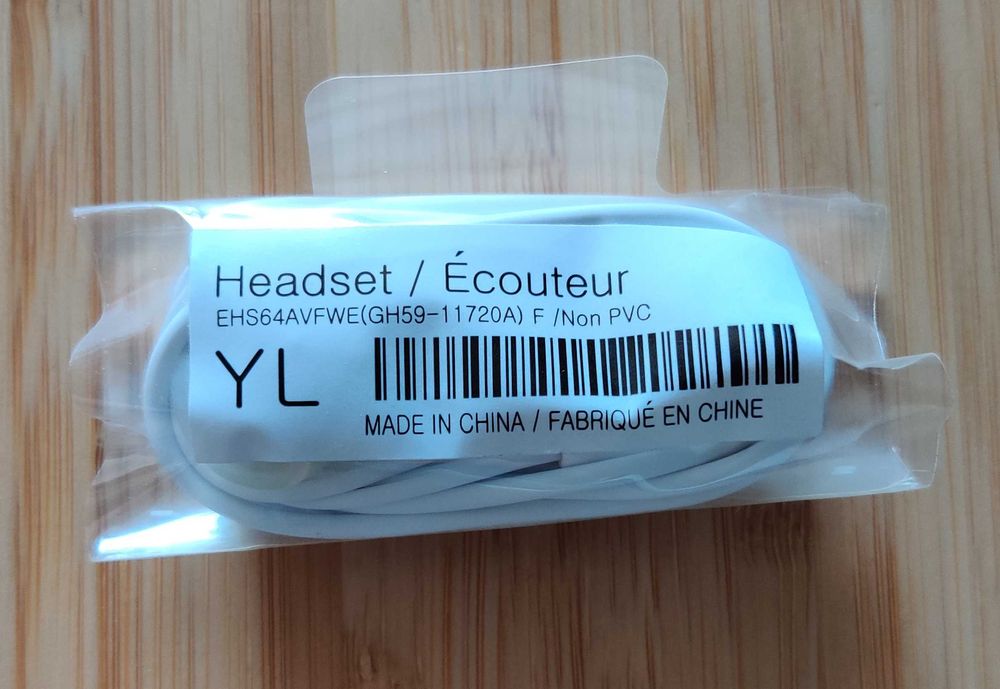 Headset / Écouteur
EHS64AVFWE(GH59-11720A) F /Non PVC
YL
MADE IN CHINA / FABRIQUÉ EN CHINE